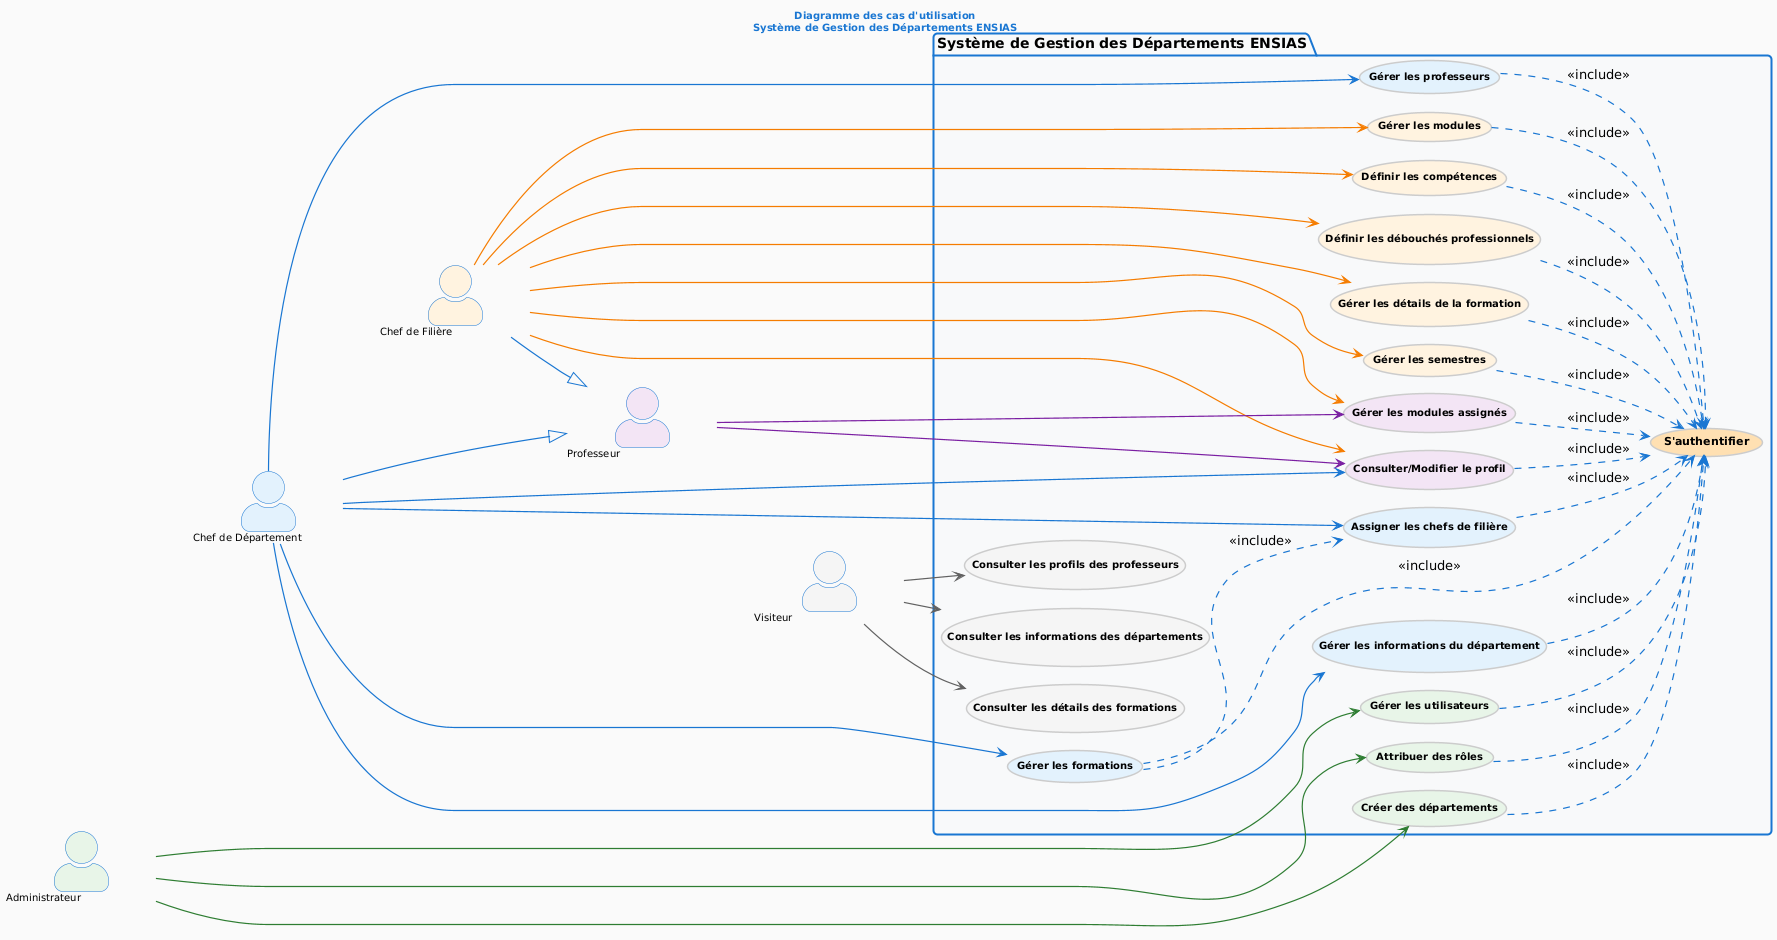 Diagramme des cas d'utilisation
Système de Gestion des Départements ENSIAS
Système de Gestion des Départements ENSIAS
Gérer les professeurs
«include»
Gérer les modules
«include»
Définir les compétences
«include»
Définir les débouchés professionnels
«include»
Gérer les détails de la formation
«include»
Chef de Filière
Gérer les semestres
«include»
Gérer les modules assignés
«include»
S'authentifier
Professeur
Consulter/Modifier le profil
«include»
«include»
Assigner les chefs de filière
Chef de Département
«include»
Consulter les profils des professeurs
«include»
«include»
Visiteur
Consulter les informations des départements
Gérer les informations du département
«include»
Consulter les détails des formations
Gérer les utilisateurs
«include»
Gérer les formations
Attribuer des rôles
«include»
Créer des départements
Administrateur